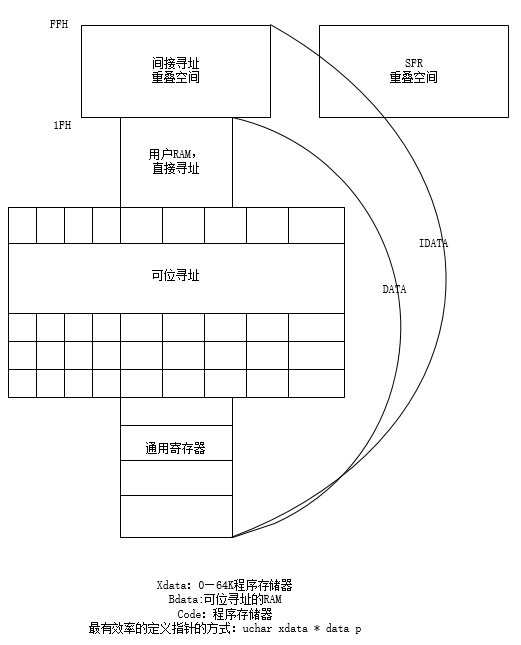 FFH
间接寻址
重叠空间
SFR
重叠空间
1FH
用户RAM,
直接寻址
IDATA
可位寻址
DATA
通用寄存器
Xdata: 0—64K程序存储器
Bdata:可位寻址的RAM
Code: 程序存储器
最有效率的定义指针的方式: uchar xdata * data p